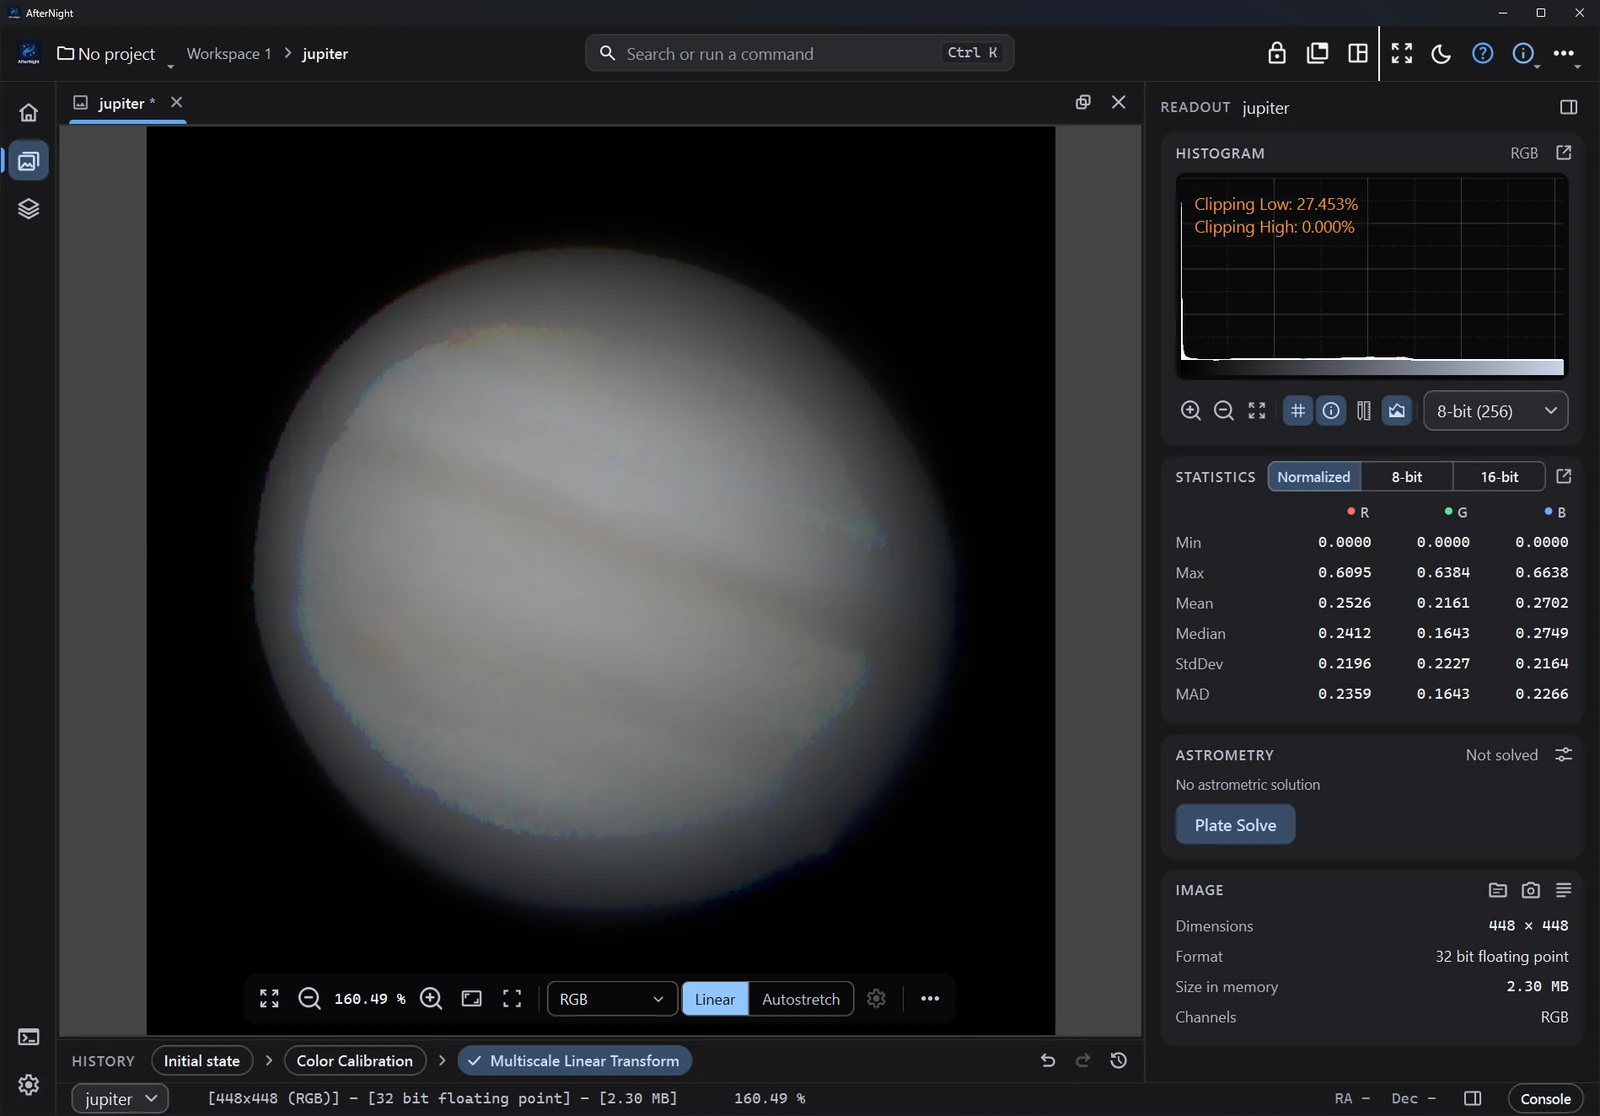 AfterNight
AfterNight
No project
Workspace 1
jupiter
Search or run a command
Ctrl K
jupiter *
READOUT jupiter
HISTOGRAM
RGB
Clipping Low: 27.453%
Clipping High: 0.000%
8-bit (256)
STATISTICS
Normalized
8-bit
16-bit
R G B
Min 0.0000 0.0000 0.0000
Max 0.6095 0.6384 0.6638
Mean 0.2526 0.2161 0.2702
Median 0.2412 0.1643 0.2749
StdDev 0.2196 0.2227 0.2164
MAD 0.2359 0.1643 0.2266
ASTROMETRY
Not solved
No astrometric solution
Plate Solve
IMAGE
Dimensions 448 × 448
Format 32 bit floating point
Size in memory 2.30 MB
Channels RGB
160.49 %
RGB
Linear
Autostretch
HISTORY
Initial state
Color Calibration
Multiscale Linear Transform
jupiter
[448x448 (RGB)] – [32 bit floating point] – [2.30 MB]
160.49 %
RA –
Dec –
Console